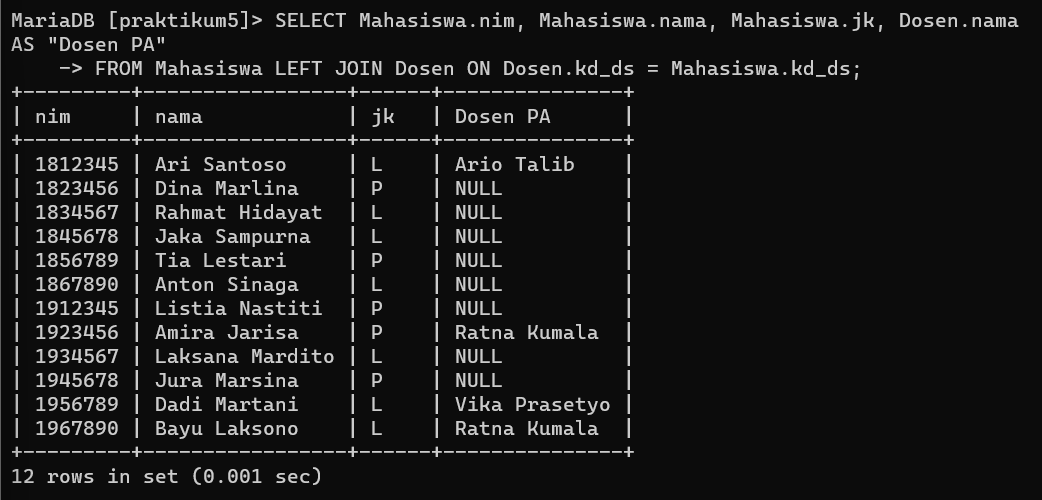 MariaDB [praktikum5]> SELECT Mahasiswa.nim, Mahasiswa.nama, Mahasiswa.jk, Dosen.nama
AS "Dosen PA"
    -> FROM Mahasiswa LEFT JOIN Dosen ON Dosen.kd_ds = Mahasiswa.kd_ds;
+---------+-----------------+------+---------------+
| nim     | nama            | jk   | Dosen PA      |
+---------+-----------------+------+---------------+
| 1812345 | Ari Santoso     | L    | Ario Talib    |
| 1823456 | Dina Marlina    | P    | NULL          |
| 1834567 | Rahmat Hidayat  | L    | NULL          |
| 1845678 | Jaka Sampurna   | L    | NULL          |
| 1856789 | Tia Lestari     | P    | NULL          |
| 1867890 | Anton Sinaga    | L    | NULL          |
| 1912345 | Listia Nastiti  | P    | NULL          |
| 1923456 | Amira Jarisa    | P    | Ratna Kumala  |
| 1934567 | Laksana Mardito | L    | NULL          |
| 1945678 | Jura Marsina    | P    | NULL          |
| 1956789 | Dadi Martani    | L    | Vika Prasetyo |
| 1967890 | Bayu Laksono    | L    | Ratna Kumala  |
+---------+-----------------+------+---------------+
12 rows in set (0.001 sec)